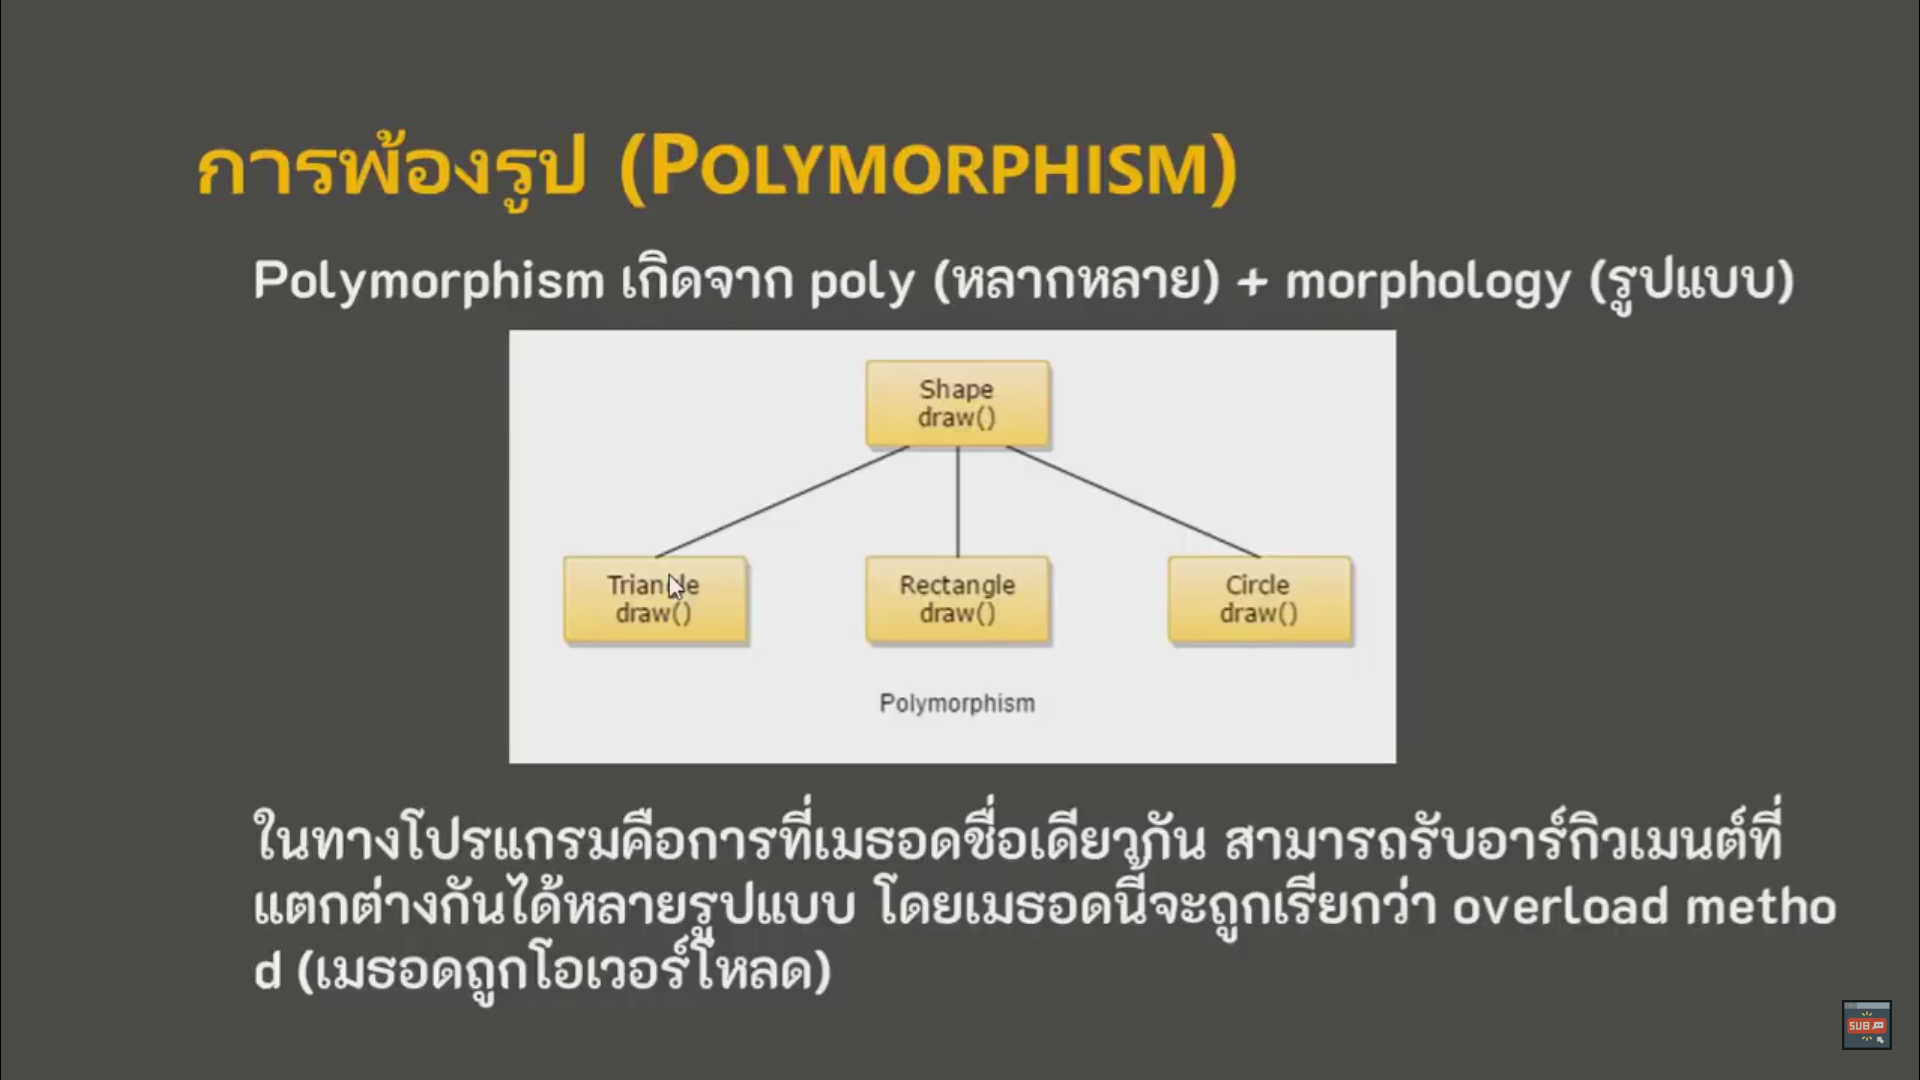 การพ้องรูป (POLYMORPHISM)
Polymorphism เกิดจาก poly (หลากหลาย) + morphology (รูปแบบ)
Shape
draw()
Triangle
draw()
Rectangle
draw()
Circle
draw()
Polymorphism
ในทางโปรแกรมคือการที่เมธอดชื่อเดียวกัน สามารถรับอาร์กิวเมนต์ที่
แตกต่างกันได้หลายรูปแบบ โดยเมธอดนี้จะถูกเรียกว่า overload metho
d (เมธอดถูกโอเวอร์โหลด)
SUB